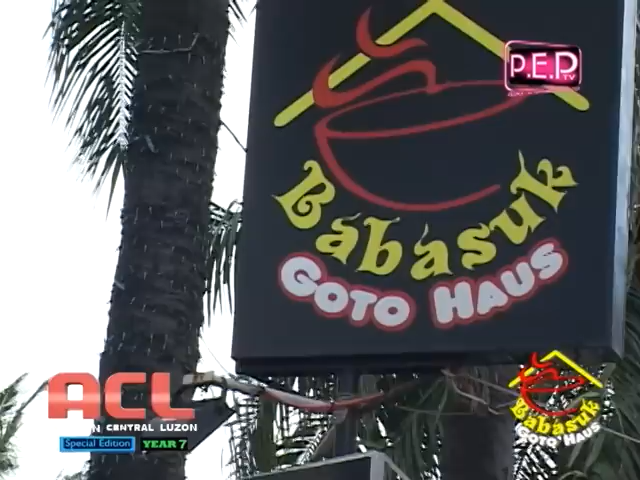 P.E.P
TV
Babasuk
GOTO HAUS
ACL
CENTRAL LUZON
Special Edition YEAR 7
Babasuk
GOTO HAUS